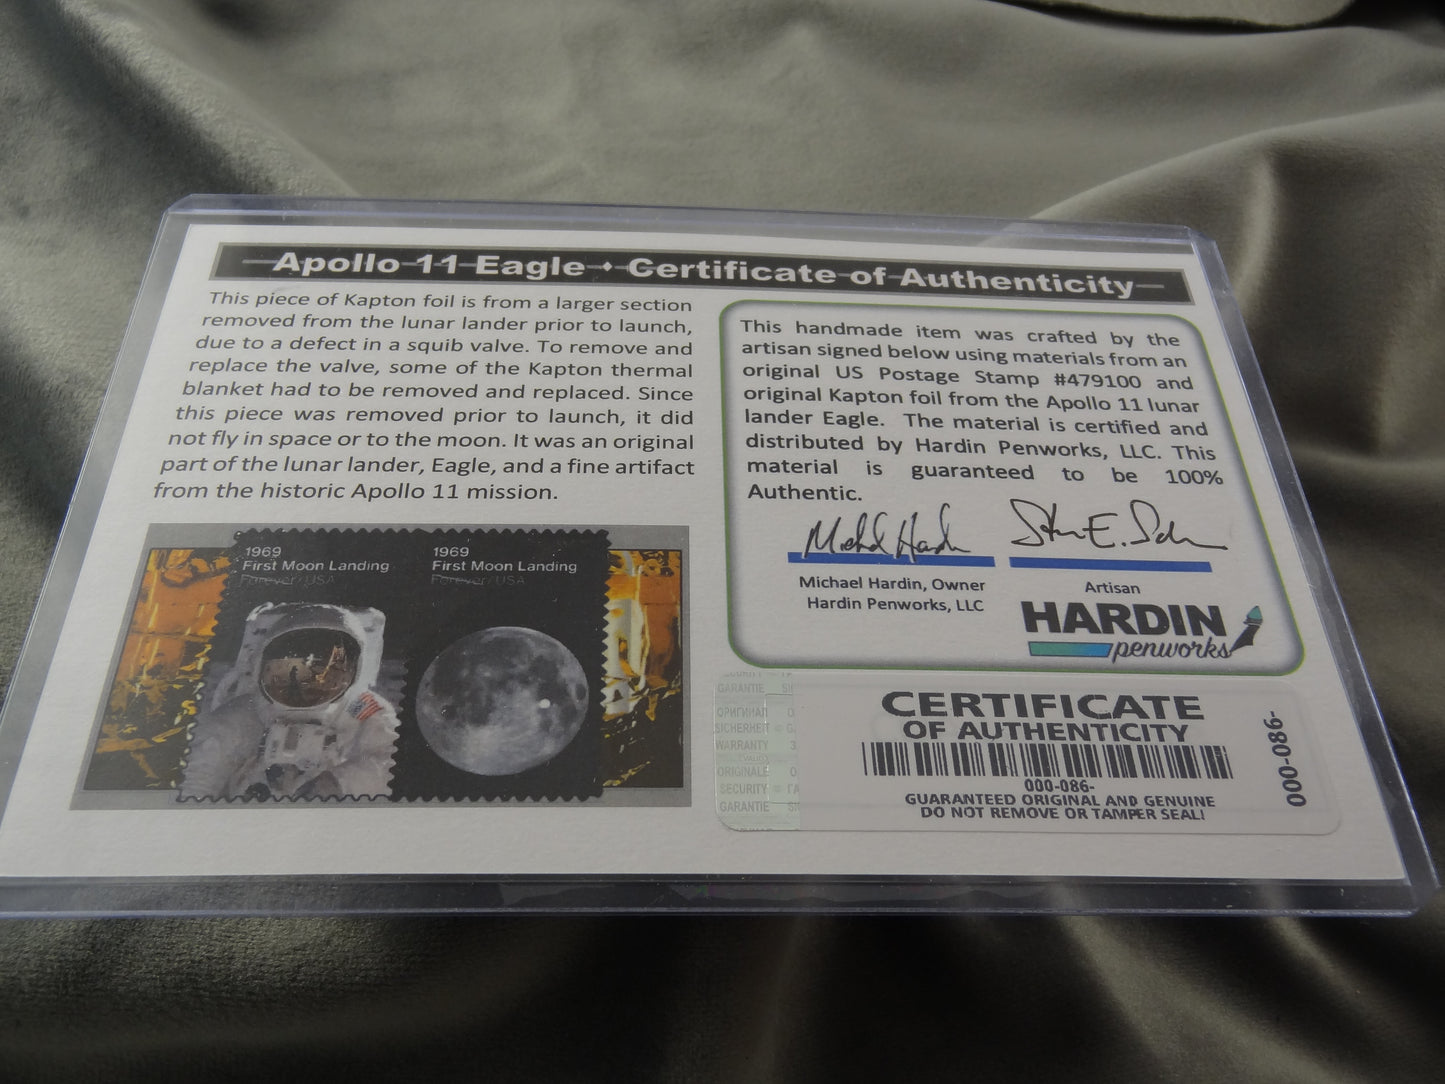 Apollo 11 Eagle ♦ Certificate of Authenticity
This piece of Kapton foil is from a larger section
removed from the lunar lander prior to launch,
due to a defect in a squib valve. To remove and
replace the valve, some of the Kapton thermal
blanket had to be removed and replaced. Since
this piece was removed prior to launch, it did
not fly in space or to the moon. It was an original
part of the lunar lander, Eagle, and a fine artifact
from the historic Apollo 11 mission.
1969
First Moon Landing
Forever/USA
1969
First Moon Landing
Forever/USA
This handmade item was crafted by the
artisan signed below using materials from an
original US Postage Stamp #479100 and
original Kapton foil from the Apollo 11 lunar
lander Eagle. The material is certified and
distributed by Hardin Penworks, LLC. This
material is guaranteed to be 100%
Authentic.
Michael Hardin, Owner
Hardin Penworks, LLC
Artisan
HARDIN
penworks
GARANTIE
ОРИГИНАЛ
SICHERHEIT
WARRANTY
ORIGINALE
SECURITY
GARANTIE
CERTIFICATE
OF AUTHENTICITY
000-086-
GUARANTEED ORIGINAL AND GENUINE
DO NOT REMOVE OR TAMPER SEAL!
000-086-